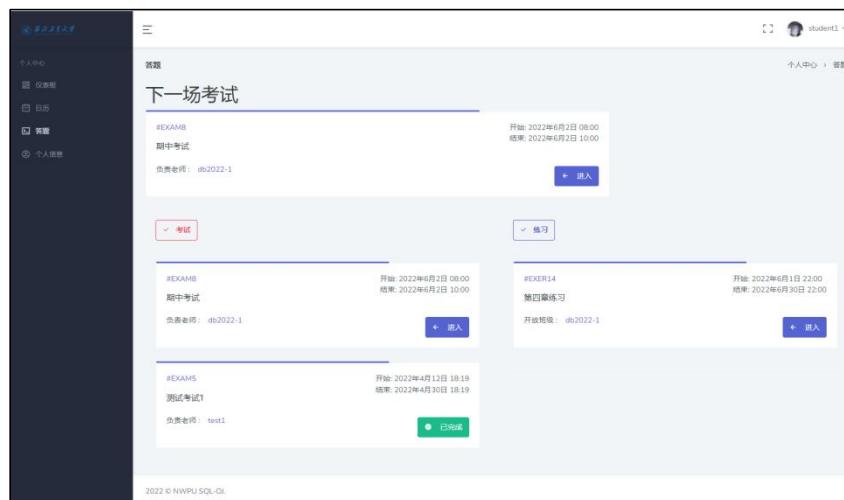 西北工业大学
student1
个人中心
仪表板
日历
答题
个人信息
答题
个人中心 › 答题
下一场考试
#EXAM8
开始: 2022年6月2日 08:00
结束: 2022年6月2日 10:00
期中考试
负责老师： db2022-1
← 进入
✓ 考试
✓ 练习
#EXAM8
开始: 2022年6月2日 08:00
结束: 2022年6月2日 10:00
期中考试
负责老师： db2022-1
← 进入
#EXER14
开始: 2022年6月1日 22:00
结束: 2022年6月30日 22:00
第四章练习
开放班级： db2022-1
← 进入
#EXAM5
开始: 2022年4月12日 18:19
结束: 2022年4月30日 18:19
测试考试1
负责老师： test1
已完成
2022 © NWPU SQL-OJ.